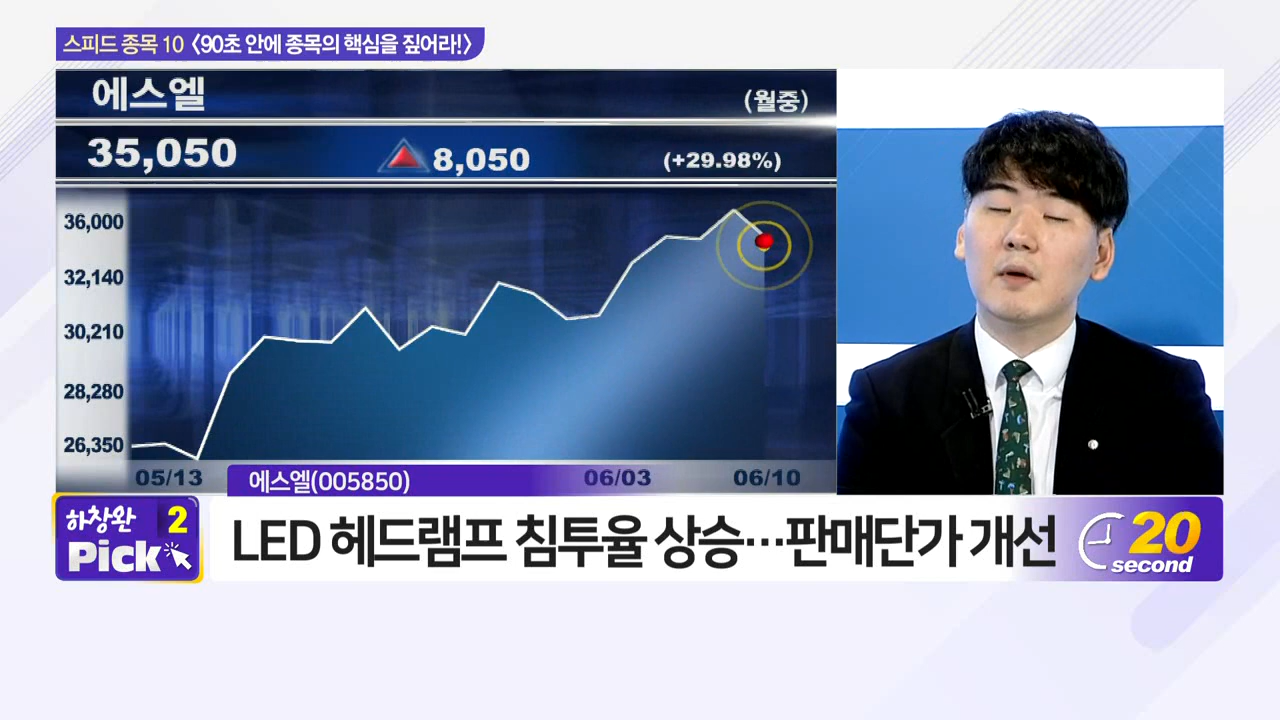 스피드 종목 10 <90초 안에 종목의 핵심을 짚어라!>
에스엘
(월중)
35,050
8,050
(+29.98%)
36,000
32,140
30,210
28,280
26,350
05/13
06/03
06/10
에스엘(005850)
하창완 2
Pick
LED 헤드램프 침투율 상승…판매단가 개선
20
second